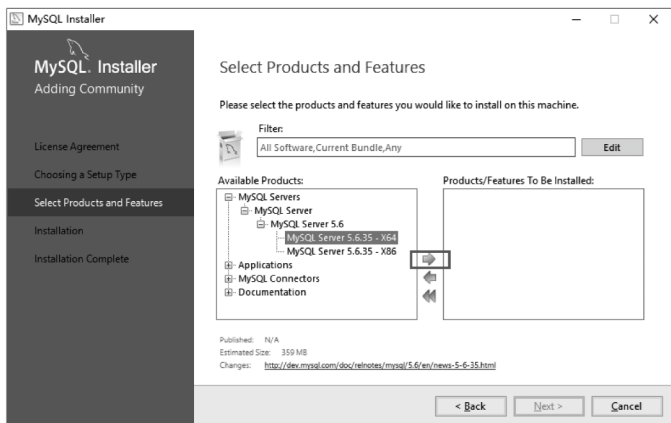 MySQL Installer
MySQL. Installer
Adding Community
License Agreement
Choosing a Setup Type
Select Products and Features
Installation
Installation Complete
Select Products and Features
Please select the products and features you would like to install on this machine.
Filter:
All Software,Current Bundle,Any
Edit
Available Products:
Products/Features To Be Installed:
MySQL Servers
MySQL Server
MySQL Server 5.6
MySQL Server 5.6.35 - X64
MySQL Server 5.6.35 - X86
Applications
MySQL Connectors
Documentation
Published: N/A
Estimated Size: 359 MB
Changes: http://dev.mysql.com/doc/relnotes/mysql/5.6/en/news-5-6-35.html
< Back
Next >
Cancel